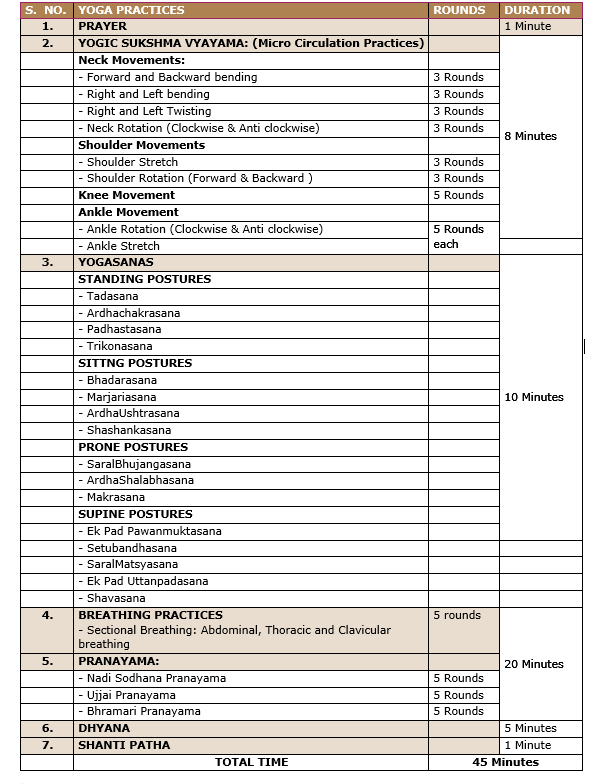 S. NO. YOGA PRACTICES ROUNDS DURATION
1. PRAYER 1 Minute
2. YOGIC SUKSHMA VYAYAMA: (Micro Circulation Practices)
Neck Movements:
- Forward and Backward bending 3 Rounds
- Right and Left bending 3 Rounds
- Right and Left Twisting 3 Rounds
- Neck Rotation (Clockwise & Anti clockwise) 3 Rounds
8 Minutes
Shoulder Movements
- Shoulder Stretch 3 Rounds
- Shoulder Rotation (Forward & Backward ) 3 Rounds
Knee Movement 5 Rounds
Ankle Movement
- Ankle Rotation (Clockwise & Anti clockwise) 5 Rounds
- Ankle Stretch each
3. YOGASANAS
STANDING POSTURES
- Tadasana
- Ardhachakrasana
- Padhastasana
- Trikonasana
SITTNG POSTURES
- Bhadarasana
- Marjariasana 10 Minutes
- ArdhaUshtrasana
- Shashankasana
PRONE POSTURES
- SaralBhujangasana
- ArdhaShalabhasana
- Makrasana
SUPINE POSTURES
- Ek Pad Pawanmuktasana
- Setubandhasana
- SaralMatsyasana
- Ek Pad Uttanpadasana
- Shavasana
4. BREATHING PRACTICES 5 rounds
- Sectional Breathing: Abdominal, Thoracic and Clavicular
breathing
5. PRANAYAMA:
20 Minutes
- Nadi Sodhana Pranayama 5 Rounds
- Ujjai Pranayama 5 Rounds
- Bhramari Pranayama 5 Rounds
6. DHYANA 5 Minutes
7. SHANTI PATHA 1 Minute
TOTAL TIME 45 Minutes